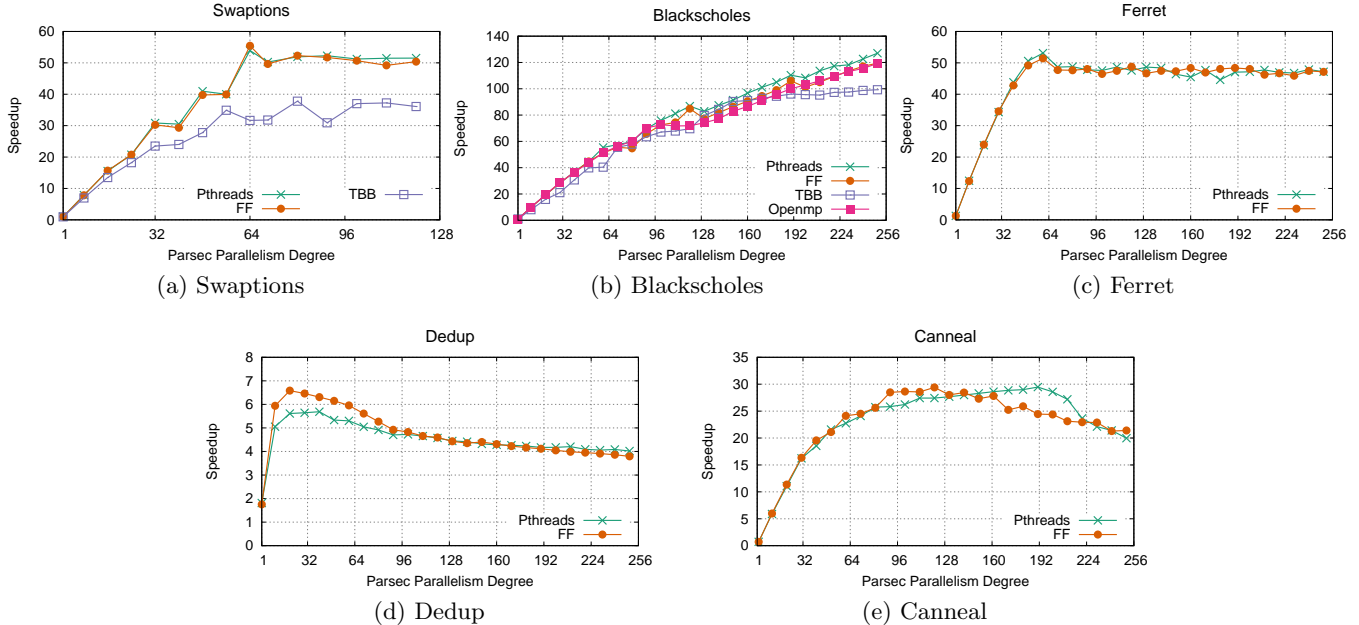 Swaptions
60
50
40
30
20
10
0
Speedup
Pthreads
FF
TBB
1 32 64 96 128
Parsec Parallelism Degree
(a) Swaptions
Blackscholes
140
120
100
80
60
40
20
0
Speedup
Pthreads
FF
TBB
Openmp
1 32 64 96 128 160 192 224 256
Parsec Parallelism Degree
(b) Blackscholes
Ferret
60
50
40
30
20
10
0
Speedup
Pthreads
FF
1 32 64 96 128 160 192 224 256
Parsec Parallelism Degree
(c) Ferret
Dedup
8
7
6
5
4
3
2
1
0
Speedup
Pthreads
FF
1 32 64 96 128 160 192 224 256
Parsec Parallelism Degree
(d) Dedup
Canneal
35
30
25
20
15
10
5
0
Speedup
Pthreads
FF
1 32 64 96 128 160 192 224 256
Parsec Parallelism Degree
(e) Canneal